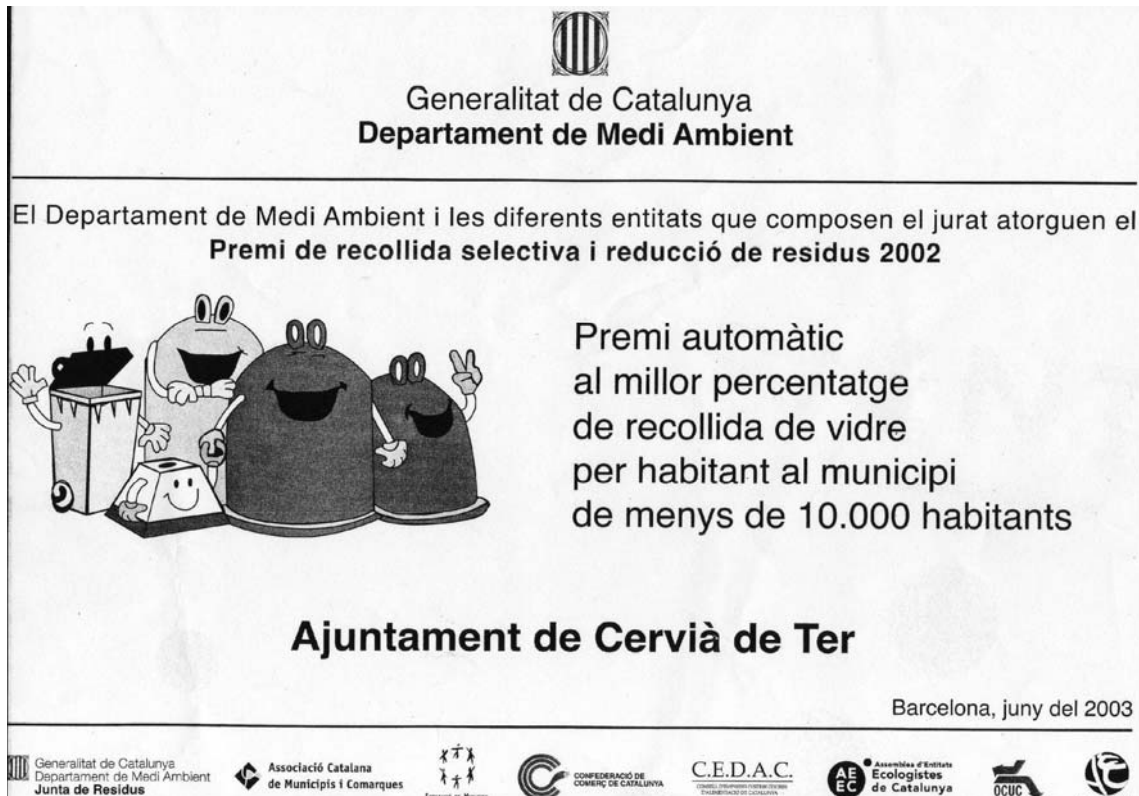 Generalitat de Catalunya
Departament de Medi Ambient
El Departament de Medi Ambient i les diferents entitats que composen el jurat atorguen el
Premi de recollida selectiva i reducció de residus 2002
Premi automàtic
al millor percentatge
de recollida de vidre
per habitant al municipi
de menys de 10.000 habitants
Ajuntament de Cervià de Ter
Barcelona, juny del 2003
Generalitat de Catalunya
Departament de Medi Ambient
Junta de Residus
Associació Catalana
de Municipis i Comarques
CONFEDERACIÓ DE
COMERÇ DE CATALUNYA
C.E.D.A.C.
AE
EC
Assemblea d'Entitats
Ecologistes
de Catalunya
OCUC